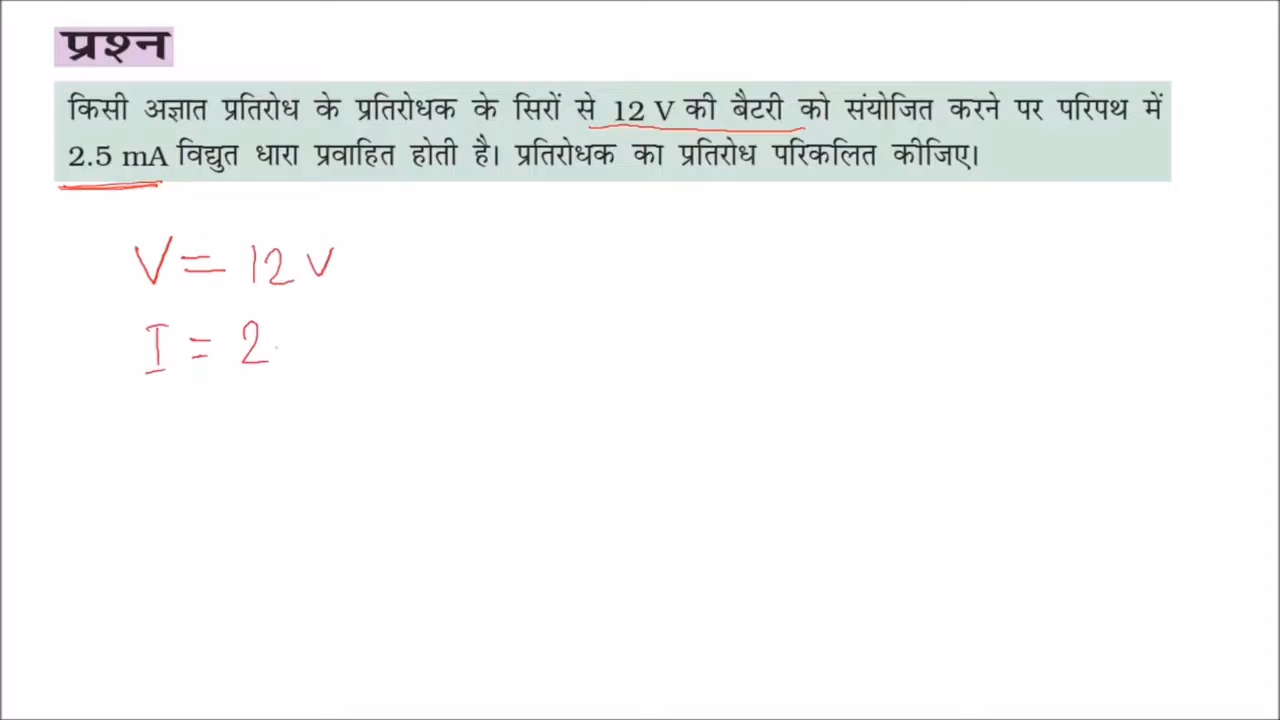 प्रश्न
किसी अज्ञात प्रतिरोध के प्रतिरोधक के सिरों से 12 V की बैटरी को संयोजित करने पर परिपथ में
2.5 mA विद्युत धारा प्रवाहित होती है। प्रतिरोधक का प्रतिरोध परिकलित कीजिए।
V = 12 V
I = 2